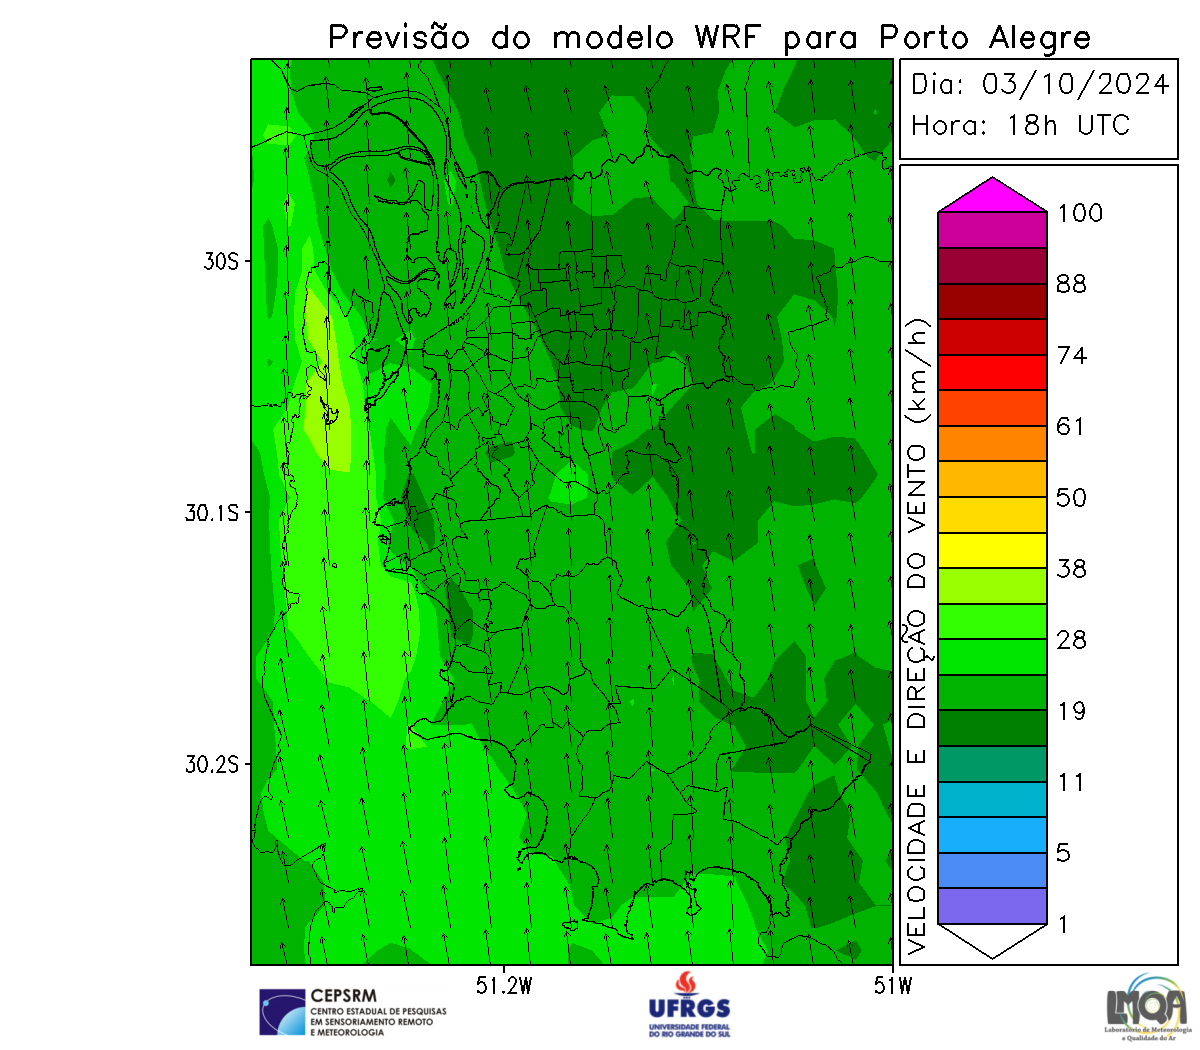 Previsão do modelo WRF para Porto Alegre
Dia: 03/10/2024
Hora: 18h UTC
30S
30.1S
30.2S
51.2W
51W
VELOCIDADE E DIREÇÃO DO VENTO (km/h)
100
88
74
61
50
38
28
19
11
5
1
CEPSRM
CENTRO ESTADUAL DE PESQUISAS
EM SENSORIAMENTO REMOTO
E METEOROLOGIA
UFRGS
UNIVERSIDADE FEDERAL
DO RIO GRANDE DO SUL
LMQA
Laboratório de Meteorologia
e Qualidade do Ar